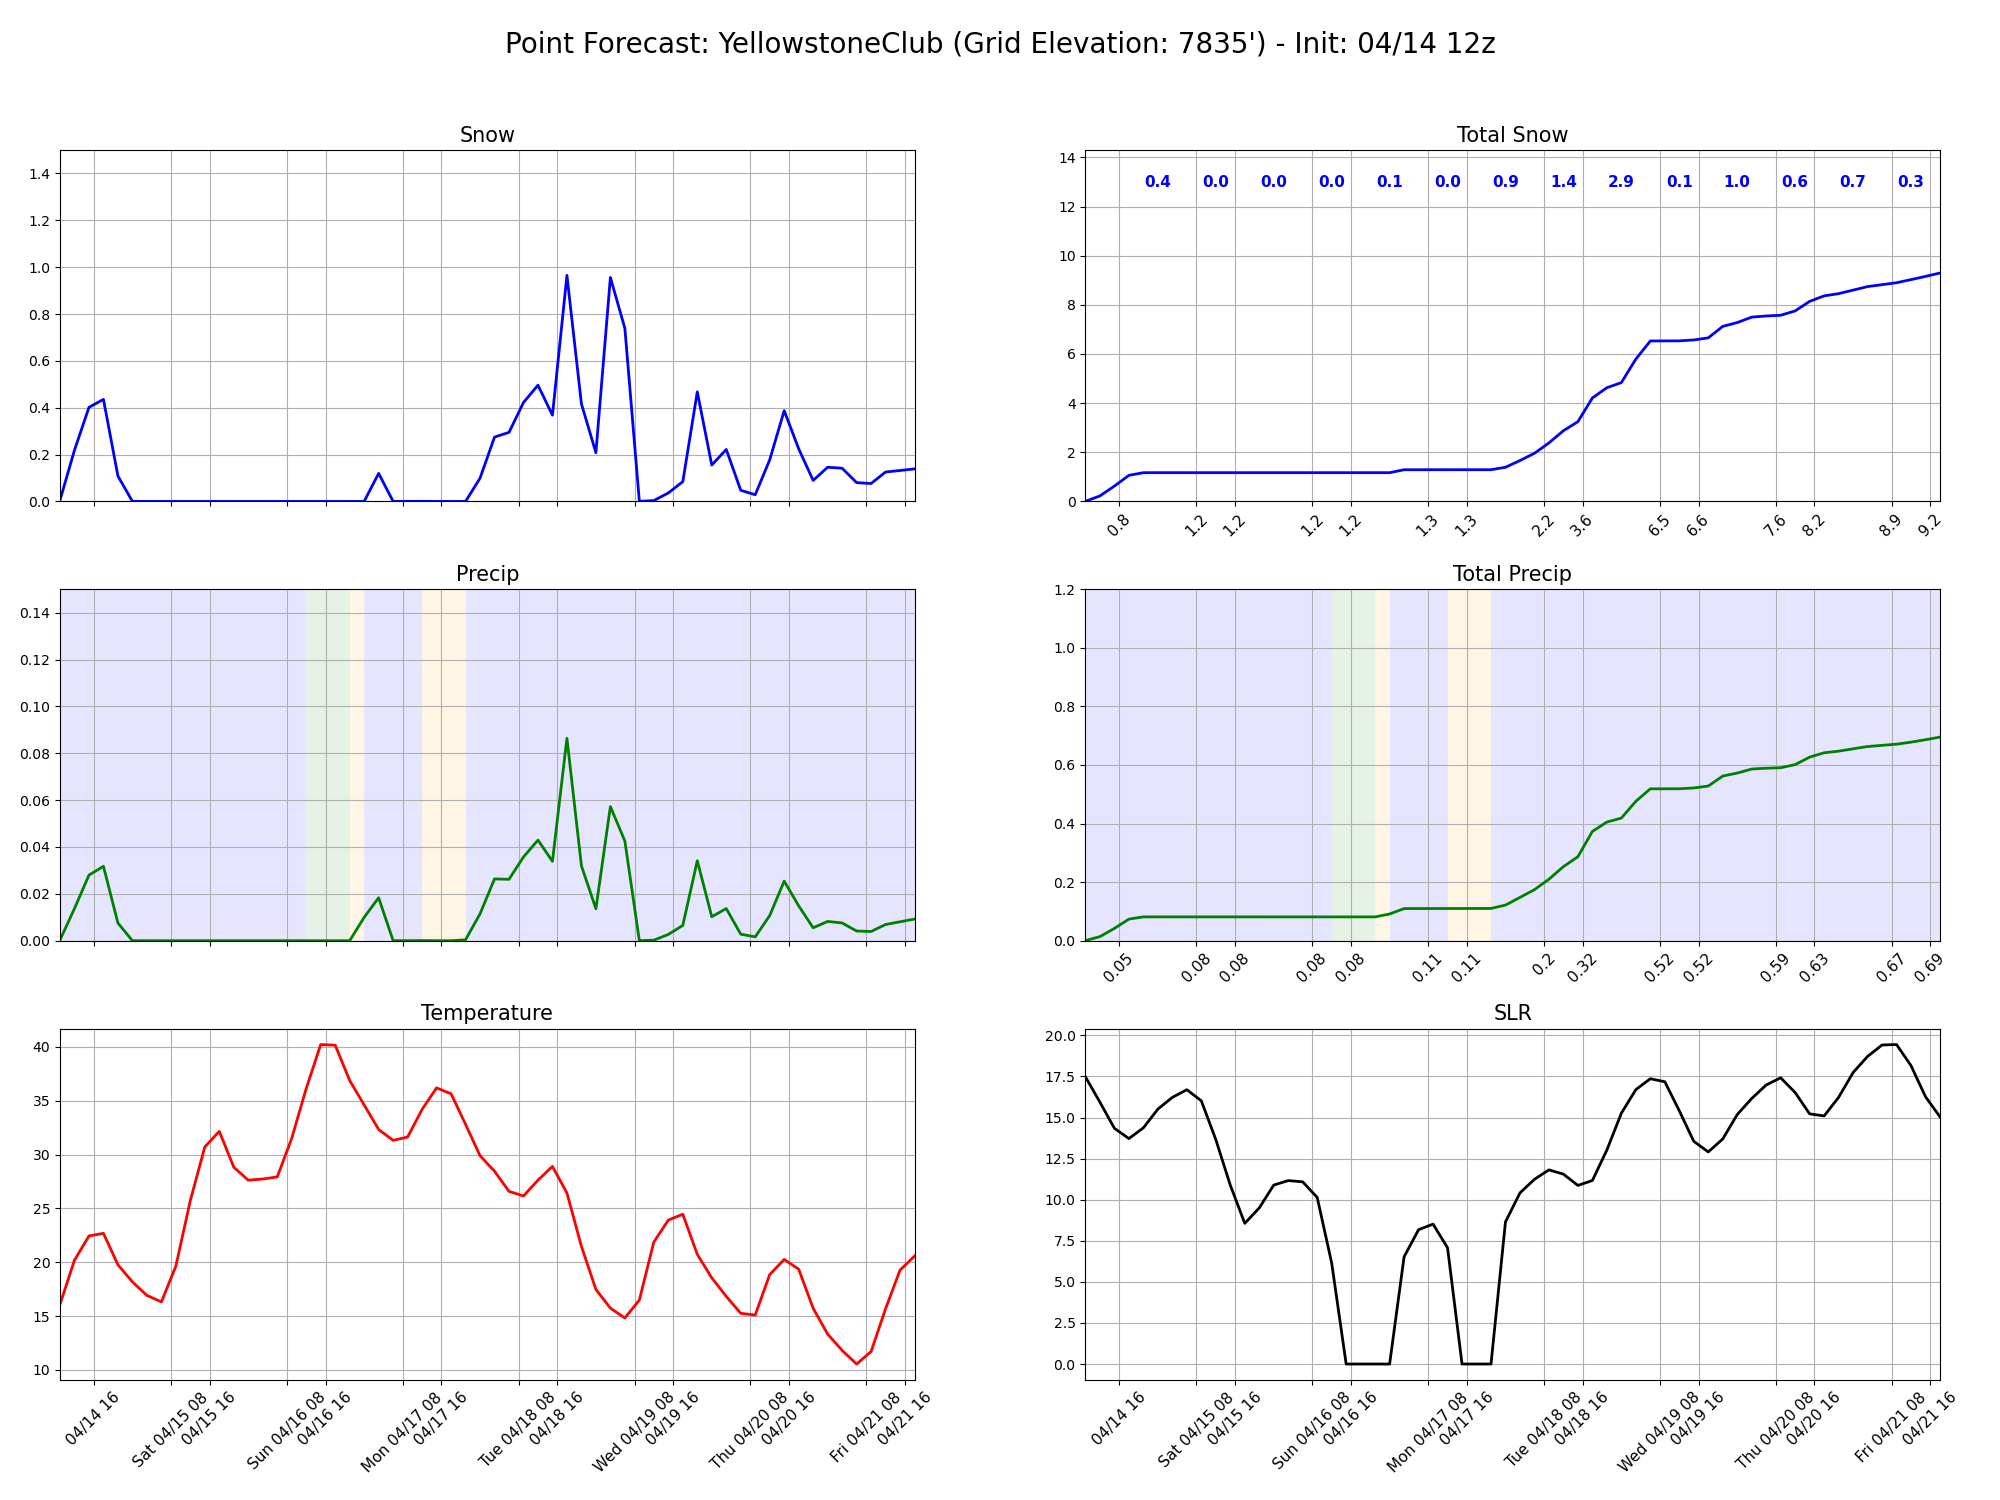 Point Forecast: YellowstoneClub (Grid Elevation: 7835') - Init: 04/14 12z
Snow
1.4
1.2
1.0
0.8
0.6
0.4
0.2
0.0
Total Snow
14
12
10
8
6
4
2
0
0.4 0.0 0.0 0.0 0.1 0.0 0.9 1.4 2.9 0.1 1.0 0.6 0.7 0.3
0.8 1.2 1.2 1.2 1.2 1.3 1.3 2.2 3.6 6.5 6.6 7.6 8.2 8.9 9.2
Precip
0.14
0.12
0.10
0.08
0.06
0.04
0.02
0.00
Total Precip
1.2
1.0
0.8
0.6
0.4
0.2
0.0
0.05 0.08 0.08 0.08 0.08 0.11 0.11 0.2 0.32 0.52 0.52 0.59 0.63 0.67 0.69
Temperature
40
35
30
25
20
15
10
04/14 16
Sat 04/15 08
04/15 16
Sun 04/16 08
04/16 16
Mon 04/17 08
04/17 16
Tue 04/18 08
04/18 16
Wed 04/19 08
04/19 16
Thu 04/20 08
04/20 16
Fri 04/21 08
04/21 16
SLR
20.0
17.5
15.0
12.5
10.0
7.5
5.0
2.5
0.0
04/14 16
Sat 04/15 08
04/15 16
Sun 04/16 08
04/16 16
Mon 04/17 08
04/17 16
Tue 04/18 08
04/18 16
Wed 04/19 08
04/19 16
Thu 04/20 08
04/20 16
Fri 04/21 08
04/21 16